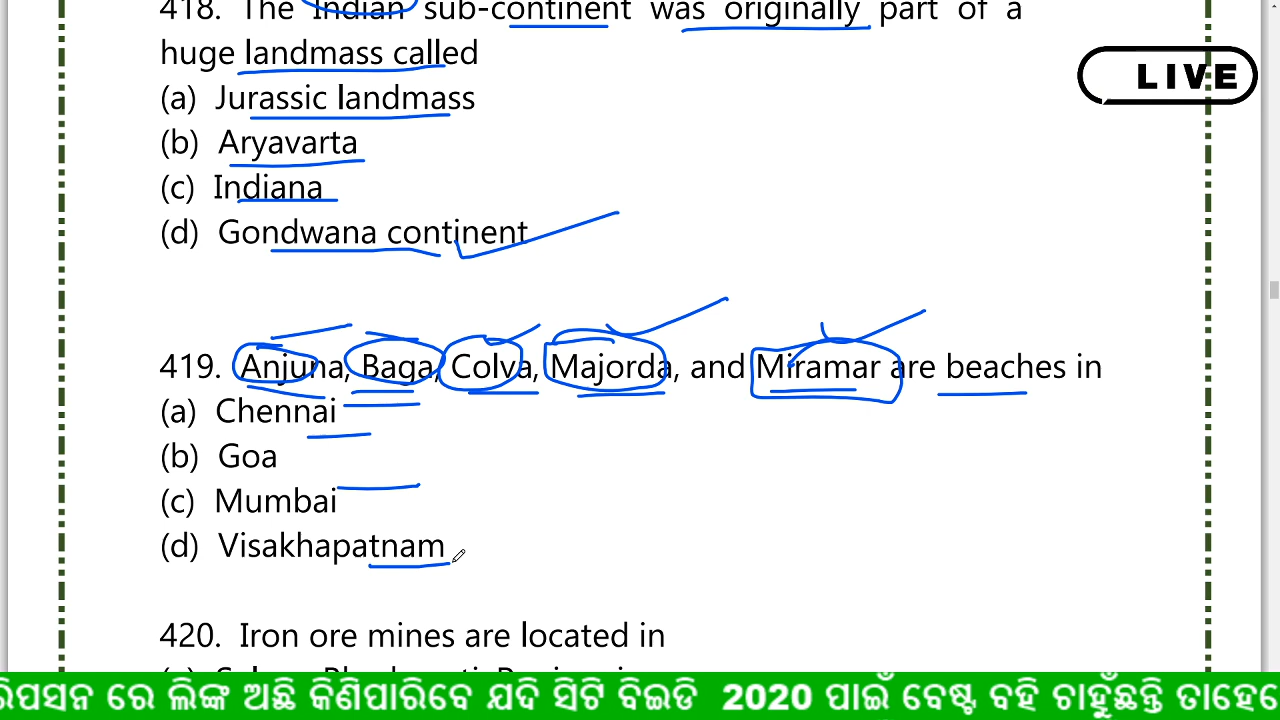 418. The Indian sub-continent was originally part of a
huge landmass called
LIVE
(a) Jurassic landmass
(b) Aryavarta
(c) Indiana
(d) Gondwana continent
419. Anjuna, Baga, Colva, Majorda, and Miramar are beaches in
(a) Chennai
(b) Goa
(c) Mumbai
(d) Visakhapatnam
420. Iron ore mines are located in
ରିପସନ ରେ ଲିଙ୍କ ଅଛି କିଣିପାରିବେ ଯଦି ସିଟି ବିଇଡି 2020 ପାଇଁ ବେଷ୍ଟ ବହି ଚାହୁଁଛନ୍ତି ତାହେ